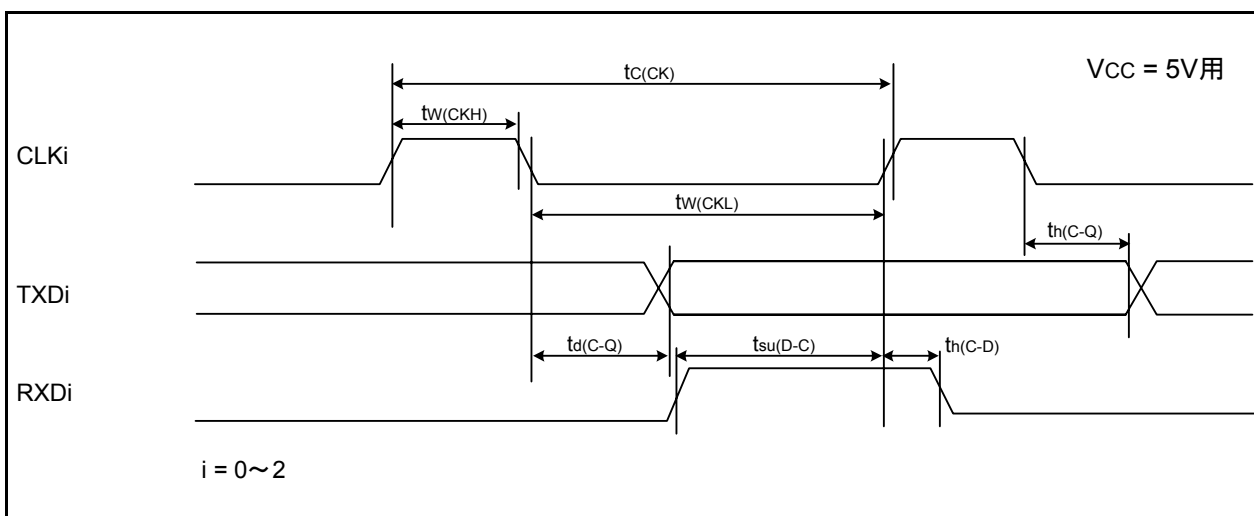 VCC = 5V用
tC(CK)
tW(CKH)
CLKi
tW(CKL)
th(C-Q)
TXDi
td(C-Q)
tsu(D-C)
th(C-D)
RXDi
i = 0～2